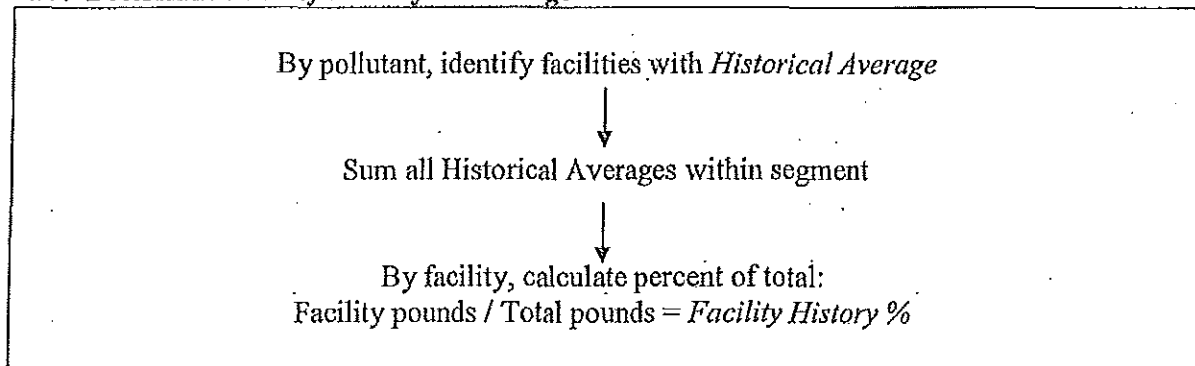 By pollutant, identify facilities with Historical Average
Sum all Historical Averages within segment
By facility, calculate percent of total:
Facility pounds / Total pounds = Facility History %